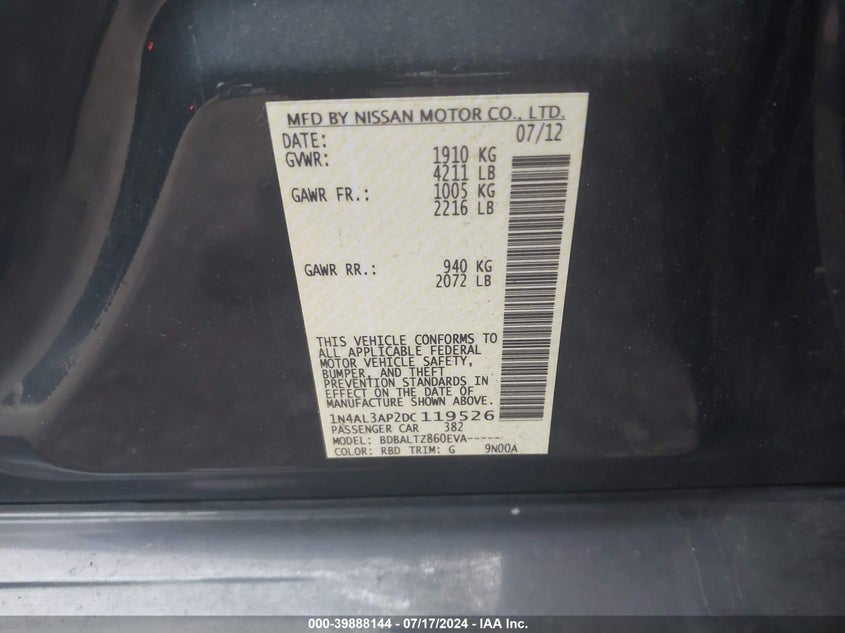 MFD BY NISSAN MOTOR CO., LTD.
DATE: 07/12
GVWR: 1910 KG
4211 LB
GAWR FR.: 1005 KG
2216 LB
GAWR RR.: 940 KG
2072 LB
THIS VEHICLE CONFORMS TO
ALL APPLICABLE FEDERAL
MOTOR VEHICLE SAFETY,
BUMPER, AND THEFT
PREVENTION STANDARDS IN
EFFECT ON THE DATE OF
MANUFACTURE SHOWN ABOVE.
1N4AL3AP2DC119526
PASSENGER CAR 382
MODEL: BDBALTZ860EVA-----
COLOR: RBD TRIM: G 9N00A
000-39888144 - 07/17/2024 - IAA Inc.